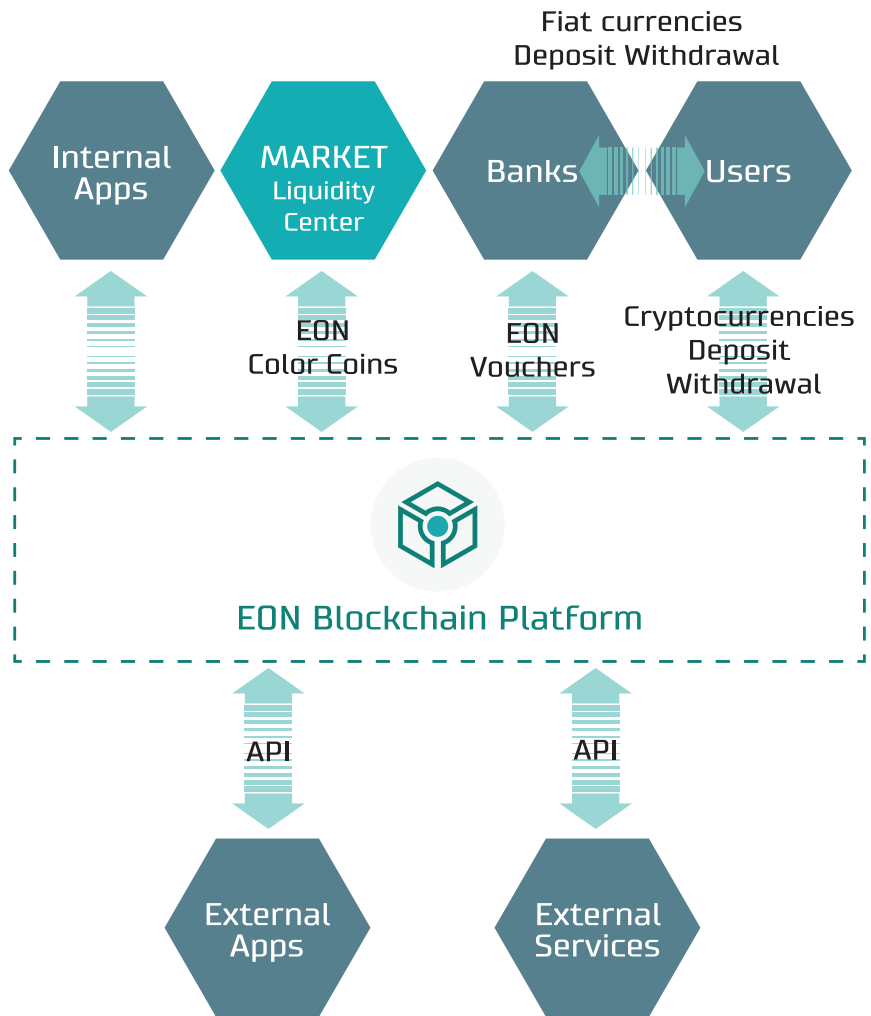 Fiat currencies
Deposit Withdrawal
Internal
Apps
MARKET
Liquidity
Center
Banks
Users
EON
Color Coins
EON
Vouchers
Cryptocurrencies
Deposit
Withdrawal
EON Blockchain Platform
API
API
External
Apps
External
Services